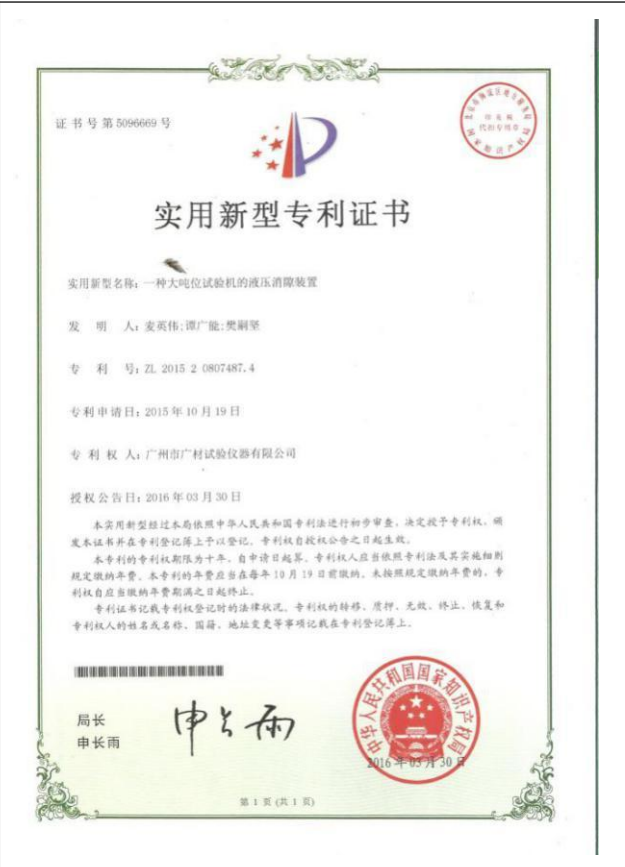 证书号第5096669号
实用新型专利证书
实用新型名称：一种大吨位试验机的液压消隙装置
发明人：麦英伟;谭广能;樊嗣坚
专利号：ZL 2015 2 0807487.4
专利申请日：2015年10月19日
专利权人：广州市广材试验仪器有限公司
授权公告日：2016年03月30日
本实用新型经过本局依照中华人民共和国专利法进行初步审查，决定授予专利权，颁
发本证书并在专利登记簿上予以登记。专利权自授权公告之日起生效。
本专利的专利权期限为十年，自申请日起算。专利权人应当依照专利法及其实施细则
规定缴纳年费。本专利的年费应当在每年10月19日前缴纳。未按照规定缴纳年费的，专
利权自应当缴纳年费期满之日起终止。
专利证书记载专利权登记时的法律状况。专利权的转移、质押、无效、终止、恢复和
专利权人的姓名或名称、国籍、地址变更等事项记载在专利登记簿上。
局长
申长雨
申长雨
中华人民共和国国家知识产权局
2016年03月30日
第1页(共1页)